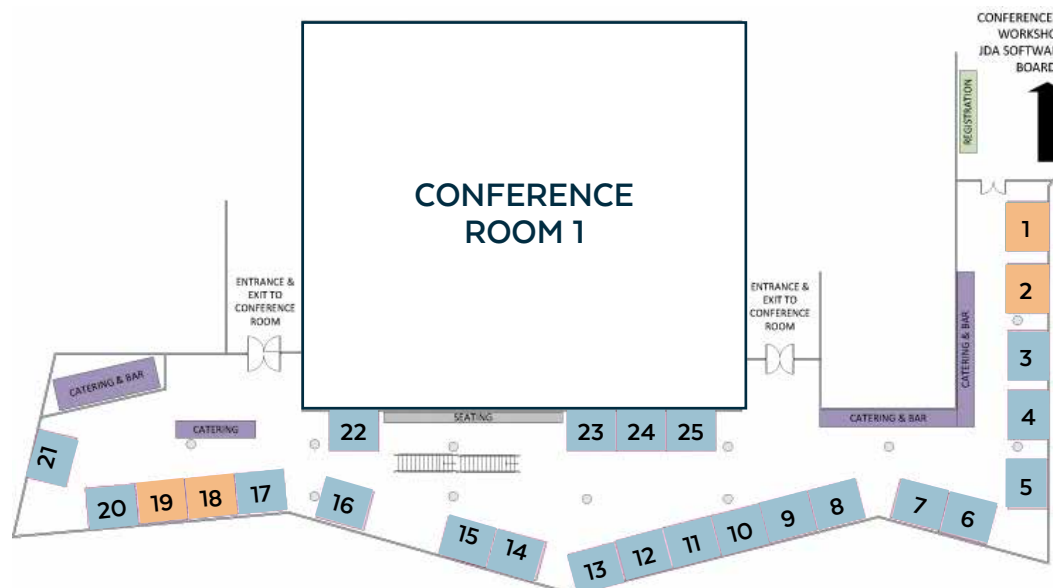 CONFERENCE
WORKSHO
JDA SOFTWA
BOARD
REGISTRATION
CONFERENCE
ROOM 1
1
ENTRANCE &
EXIT TO
CONFERENCE
ROOM
ENTRANCE &
EXIT TO
CONFERENCE
ROOM
2
CATERING & BAR
3
CATERING & BAR
4
SEATING
CATERING & BAR
CATERING
22
23
24
25
21
5
20
19
18
17
16
15
14
13
12
11
10
9
8
7
6